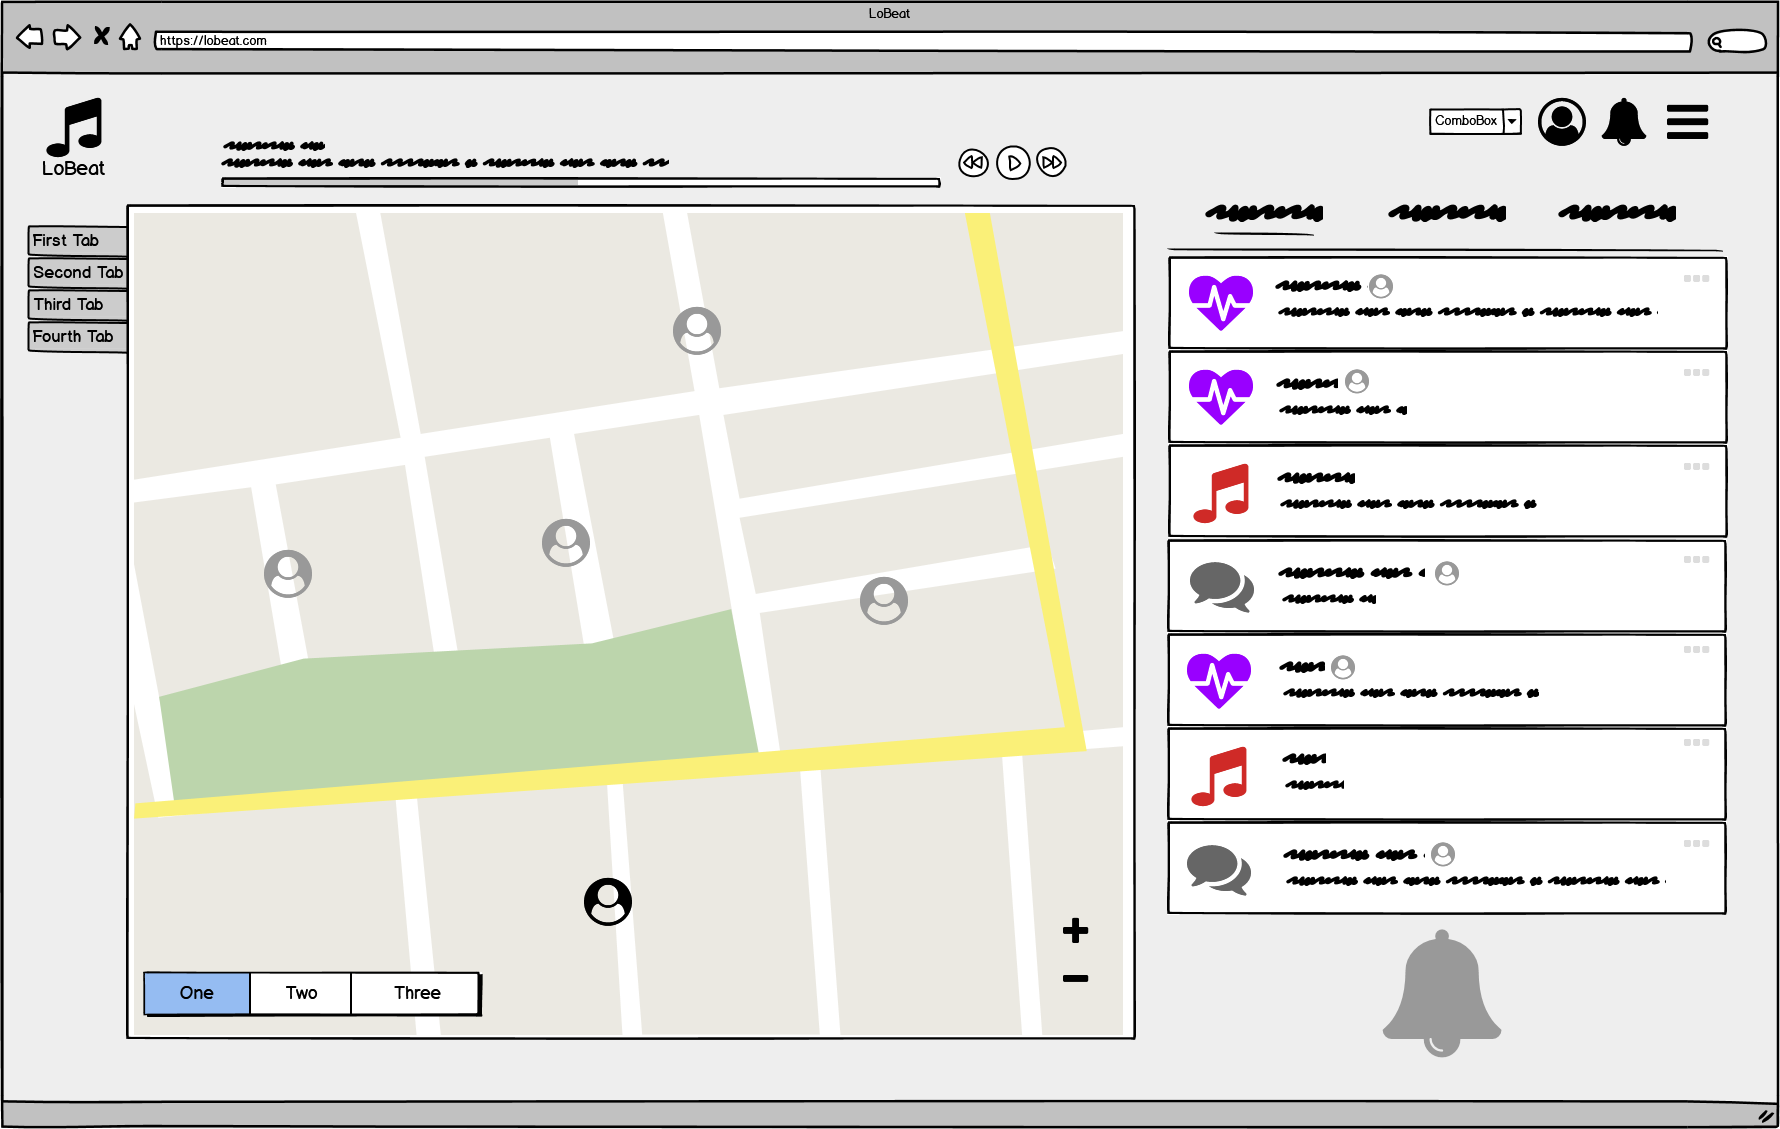 LoBeat
https://lobeat.com
LoBeat
ComboBox
First Tab
Second Tab
Third Tab
Fourth Tab
One
Two
Three